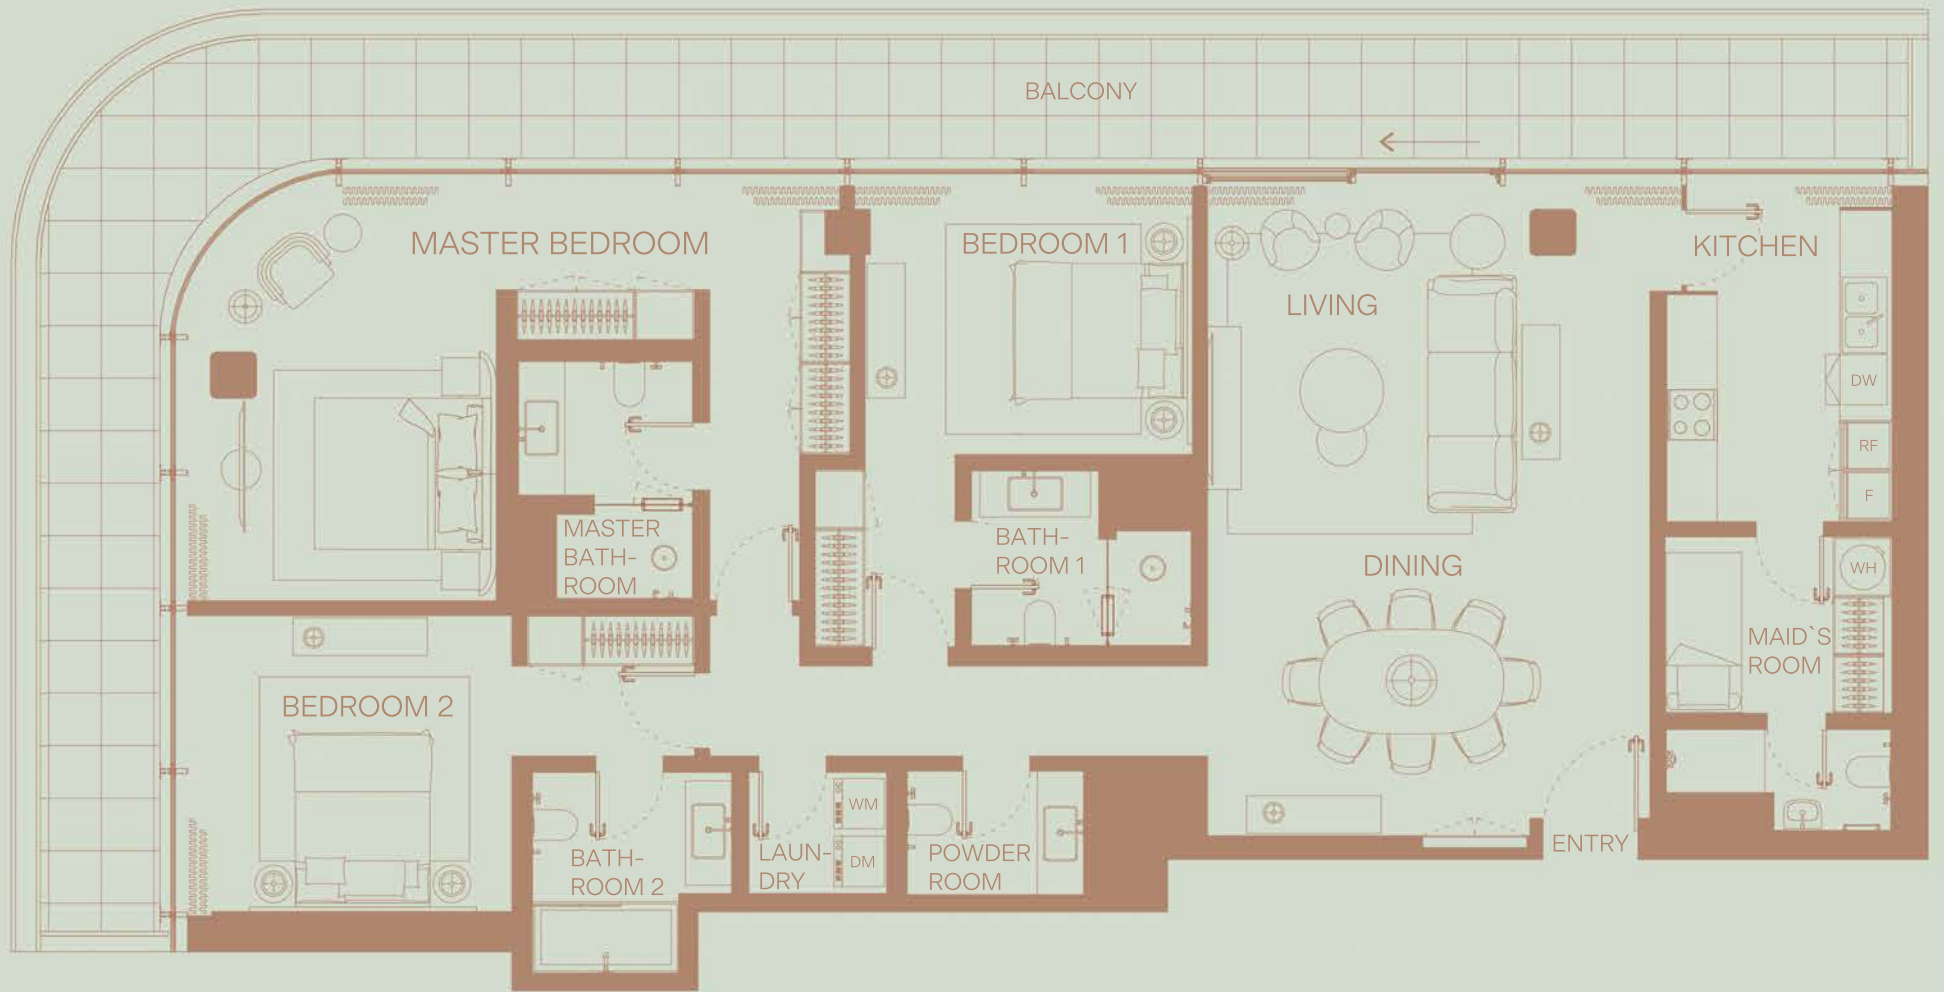 BALCONY
MASTER BEDROOM
BEDROOM 1
KITCHEN
LIVING
DW
RF
F
MASTER
BATH-
ROOM
BATH-
ROOM 1
DINING
WH
MAID`S
ROOM
BEDROOM 2
WM
DM
BATH-
ROOM 2
LAUN-
DRY
POWDER
ROOM
ENTRY